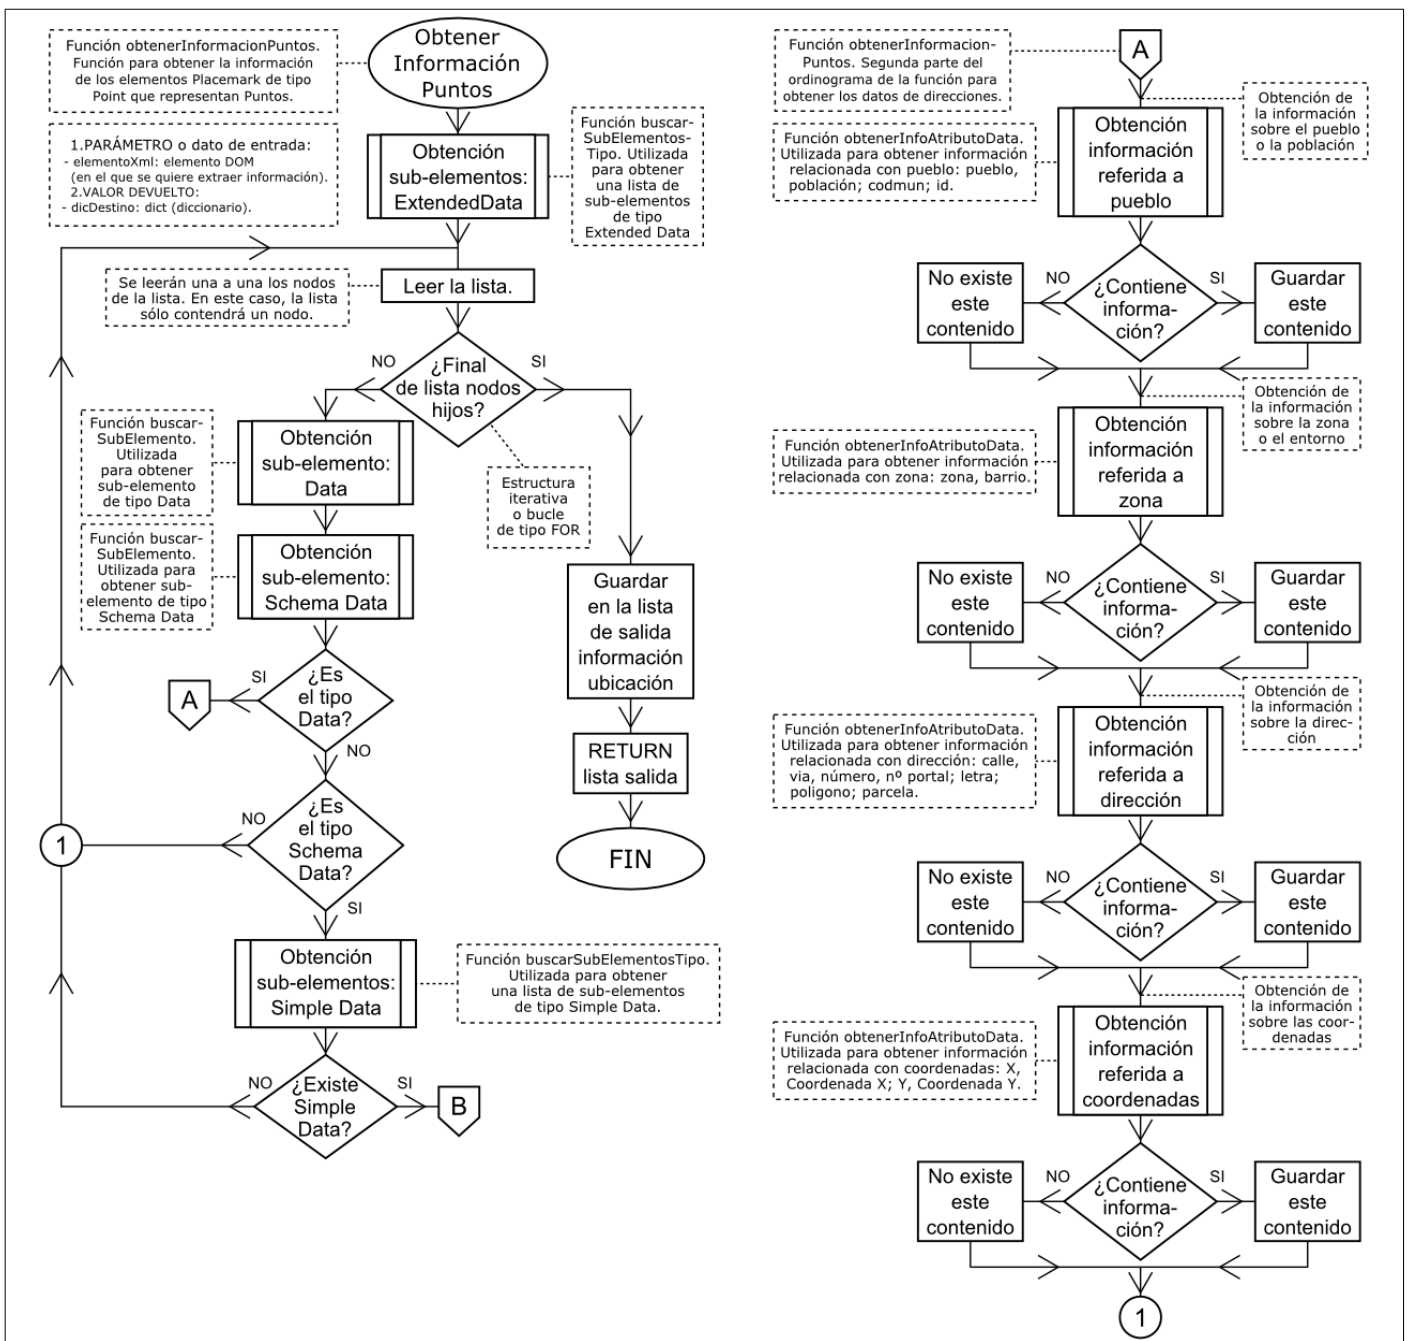 Función obtenerInformacionPuntos.
Función para obtener la información
de los elementos Placemark de tipo
Point que representan Puntos.
Obtener
Información
Puntos
1.PARÁMETRO o dato de entrada:
- elementoXml: elemento DOM
(en el que se quiere extraer información).
2.VALOR DEVUELTO:
- dicDestino: dict (diccionario).
Obtención
sub-elementos:
ExtendedData
Función buscar-
SubElementos-
Tipo. Utilizada
para obtener
una lista de
sub-elementos
de tipo
Extended Data
Se leerán una a una los nodos
de la lista. En este caso, la lista
sólo contendrá un nodo.
Leer la lista.
NO
¿Final
de lista nodos
hijos?
SI
Estructura
iterativa
o bucle
de tipo FOR
Función buscar-
SubElemento.
Utilizada
para obtener
sub-elemento
de tipo Data
Obtención
sub-elemento:
Data
Función buscar-
SubElemento.
Utilizada para
obtener sub-
elemento de tipo
Schema Data
Obtención
sub-elemento:
Schema Data
Guardar
en la lista
de salida
información
ubicación
RETURN
lista salida
FIN
A
SI
¿Es
el tipo
Data?
NO
1
NO
¿Es
el tipo
Schema
Data?
SI
Obtención
sub-elementos:
Simple Data
Función buscarSubElementosTipo.
Utilizada para obtener
una lista de sub-elementos
de tipo Simple Data.
NO
¿Existe
Simple
Data?
SI
B
Función obtenerInformacion-
Puntos. Segunda parte del
ordinograma de la función para
obtener los datos de direcciones.
A
Obtención de
la información
sobre el pueblo
o la población
Función obtenerInfoAtributoData.
Utilizada para obtener información
relacionada con pueblo: pueblo,
población; codmun; id.
Obtención
información
referida a
pueblo
No existe
este
contenido
NO
¿Contiene
informa-
ción?
SI
Guardar
este
contenido
Obtención de
la información
sobre la zona
o el entorno
Función obtenerInfoAtributoData.
Utilizada para obtener información
relacionada con zona: zona, barrio.
Obtención
información
referida a
zona
No existe
este
contenido
NO
¿Contiene
informa-
ción?
SI
Guardar
este
contenido
Obtención de
la información
sobre la direc-
ción
Función obtenerInfoAtributoData.
Utilizada para obtener información
relacionada con dirección: calle,
via, número, nº portal; letra;
poligono; parcela.
Obtención
información
referida a
dirección
No existe
este
contenido
NO
¿Contiene
informa-
ción?
SI
Guardar
este
contenido
Obtención de
la información
sobre las coor-
denadas
Función obtenerInfoAtributoData.
Utilizada para obtener información
relacionada con coordenadas: X,
Coordenada X; Y, Coordenada Y.
Obtención
información
referida a
coordenadas
No existe
este
contenido
NO
¿Contiene
informa-
ción?
SI
Guardar
este
contenido
1